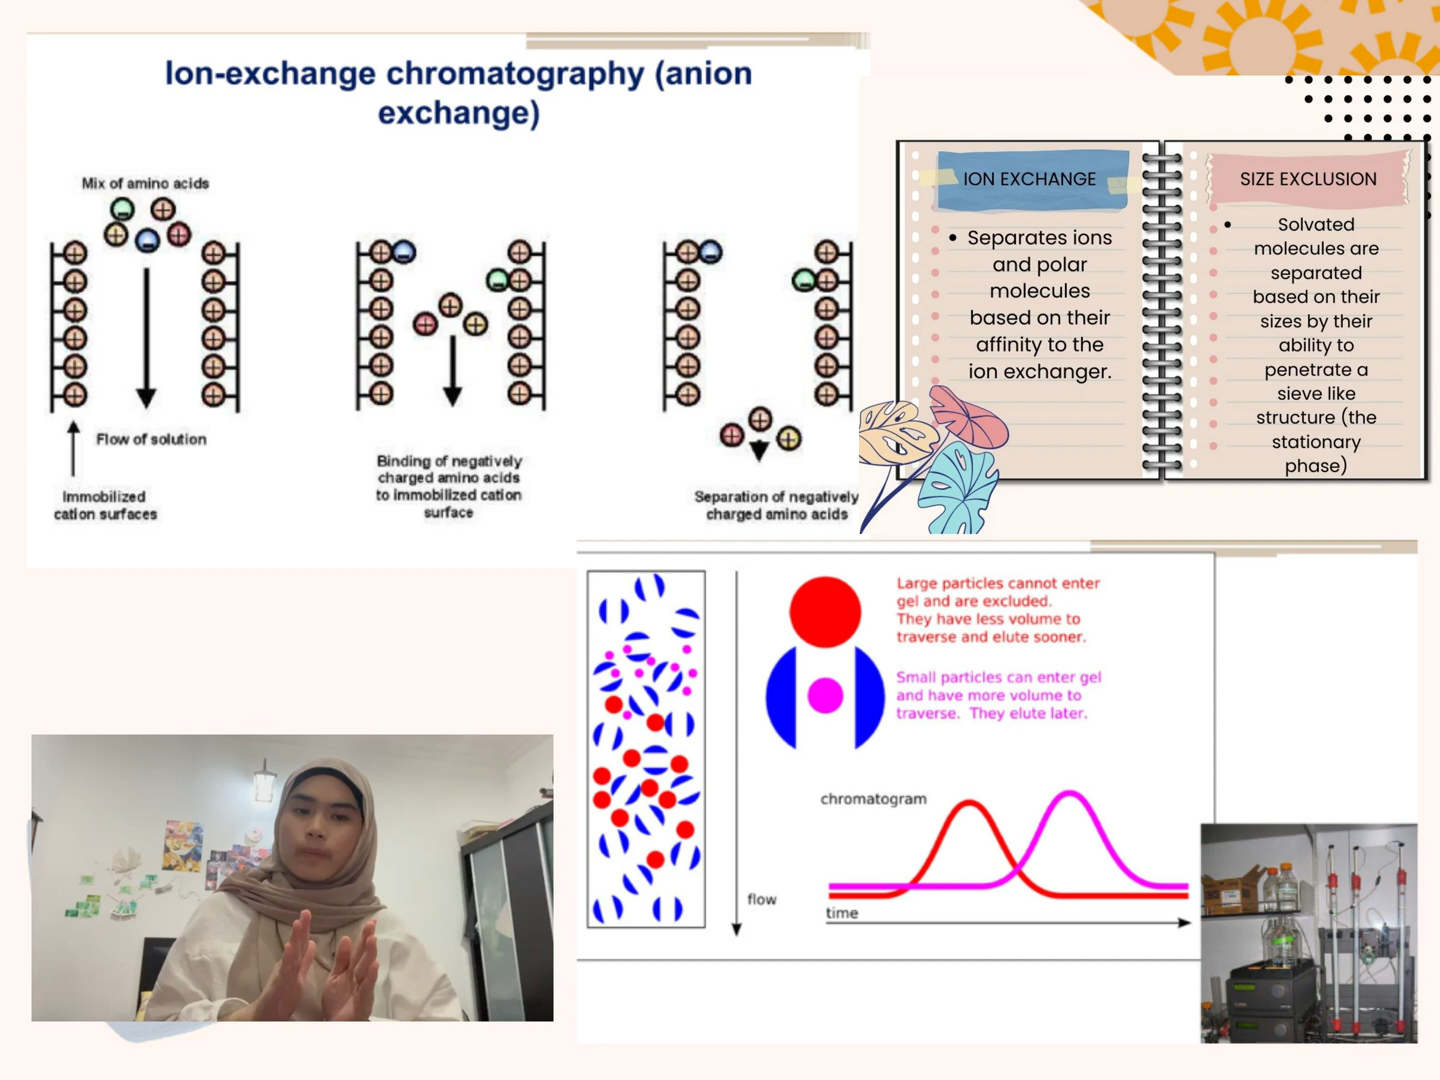 Ion-exchange chromatography (anion
exchange)
Mix of amino acids
Flow of solution
Immobilized
cation surfaces
Binding of negatively
charged amino acids
to immobilized cation
surface
Separation of negatively
charged amino acids
ION EXCHANGE
• Separates ions
and polar
molecules
based on their
affinity to the
ion exchanger.
SIZE EXCLUSION
• Solvated
molecules are
separated
based on their
sizes by their
ability to
penetrate a
sieve like
structure (the
stationary
phase)
Large particles cannot enter
gel and are excluded.
They have less volume to
traverse and elute sooner.
Small particles can enter gel
and have more volume to
traverse. They elute later.
chromatogram
flow
time